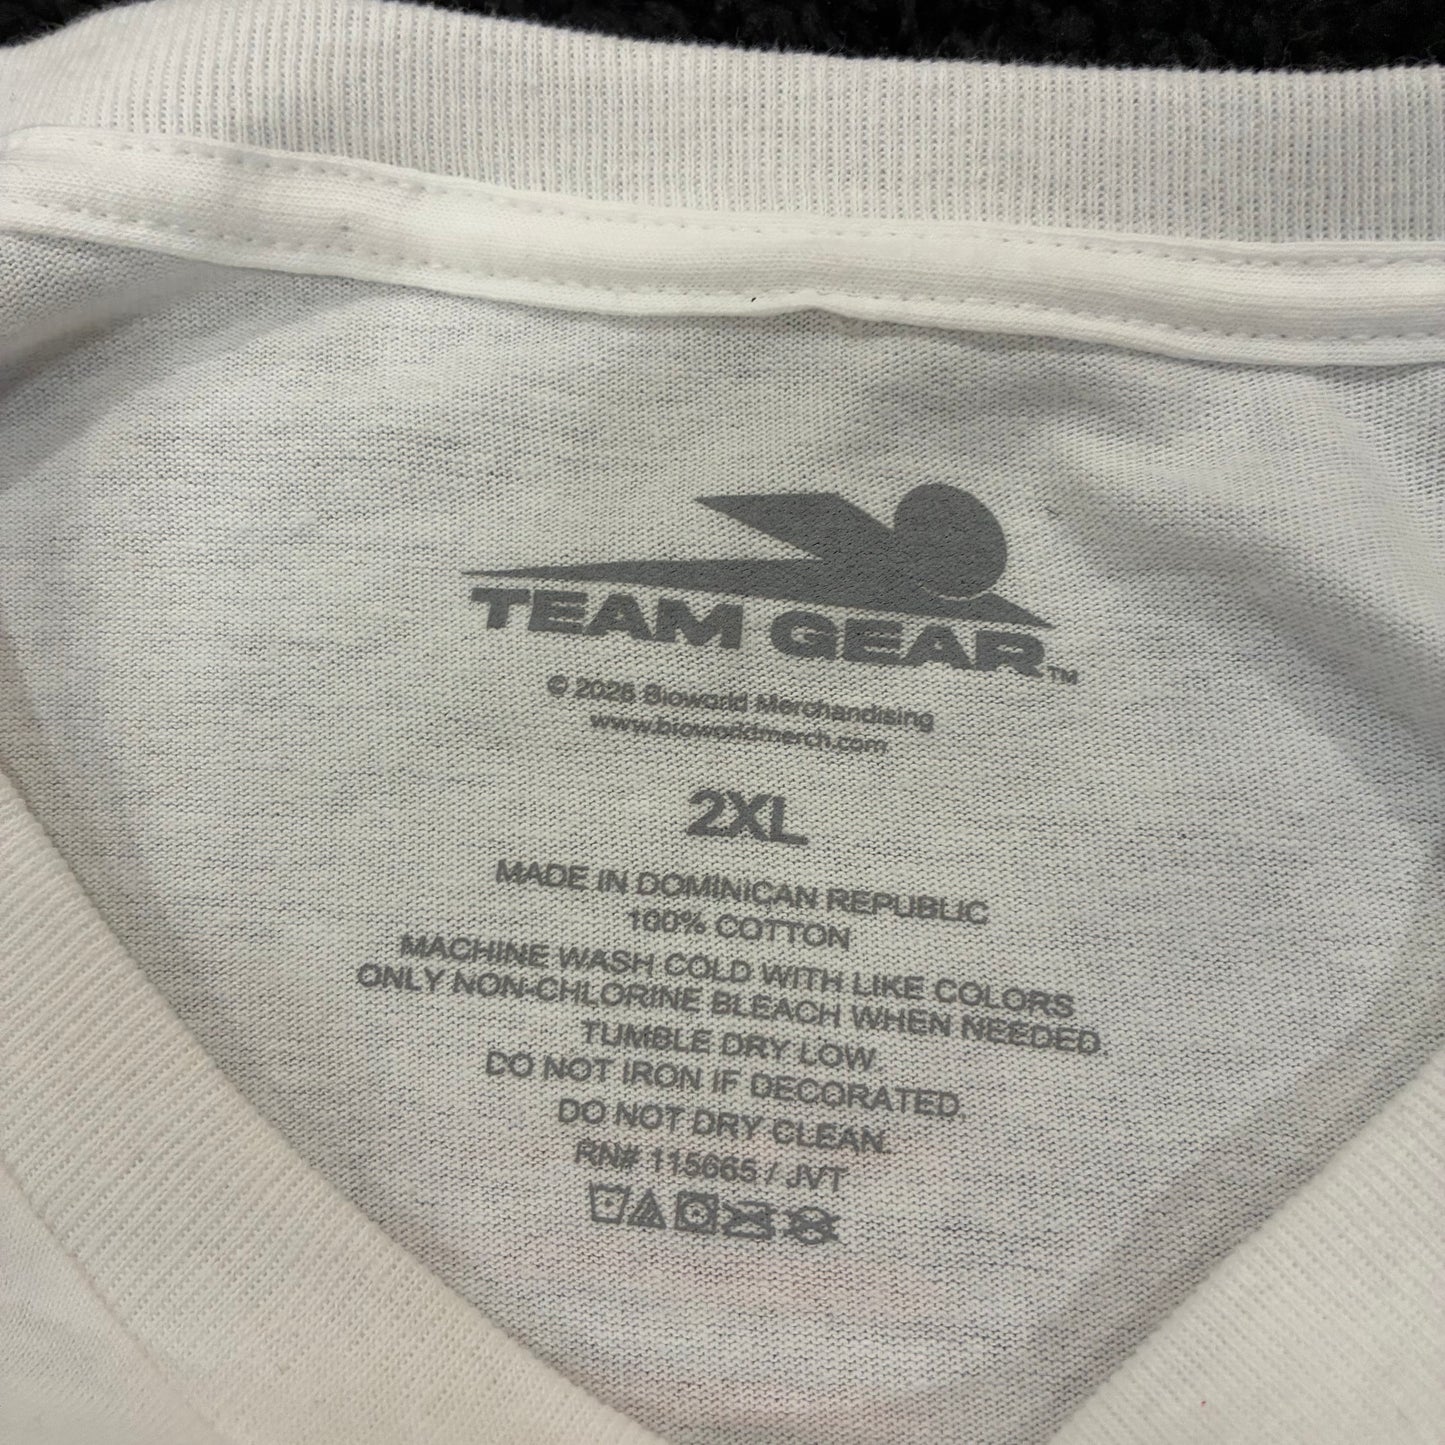 TEAM GEAR™
© 2026 Bioworld Merchandising
www.bioworldmerch.com
2XL
MADE IN DOMINICAN REPUBLIC
100% COTTON
MACHINE WASH COLD WITH LIKE COLORS
ONLY NON-CHLORINE BLEACH WHEN NEEDED.
TUMBLE DRY LOW.
DO NOT IRON IF DECORATED.
DO NOT DRY CLEAN.
RN# 115665 / JVT